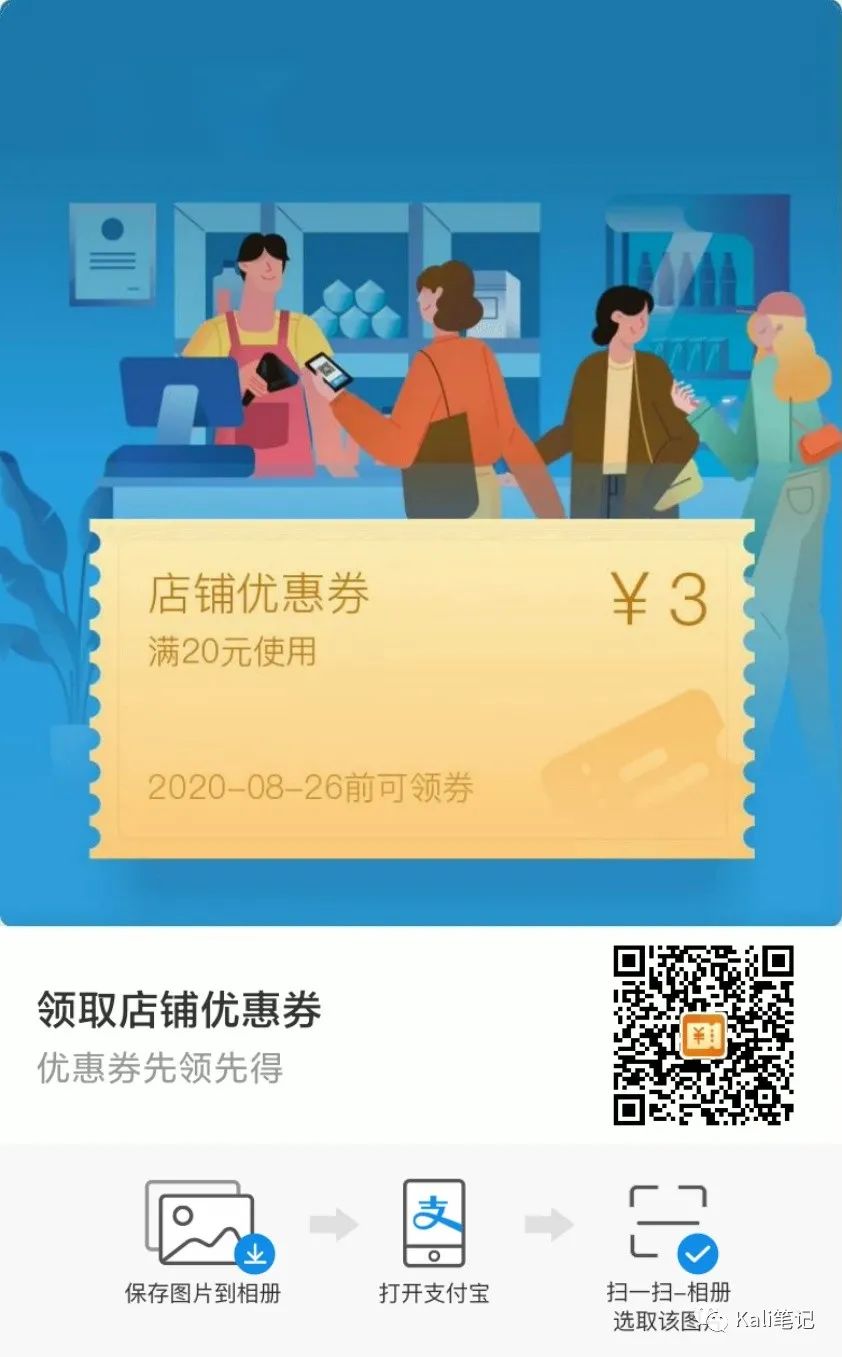 店铺优惠券
¥ 3
满20元使用
2020-08-26前可领券
领取店铺优惠券
优惠券先领先得
¥
支
保存图片到相册
打开支付宝
扫一扫-相册
选取该图
Kali笔记